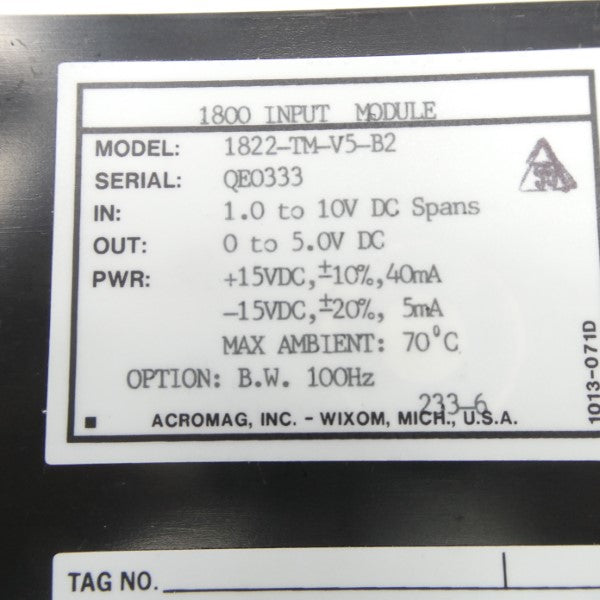 1800 INPUT MODULE
MODEL: 1822-TM-V5-B2
SERIAL: QE0333
IN: 1.0 to 10V DC Spans
OUT: 0 to 5.0V DC
PWR: +15VDC,±10%,40mA
-15VDC,±20%, 5mA
MAX AMBIENT: 70°C
OPTION: B.W. 100Hz
233-6
ACROMAG, INC. - WIXOM, MICH., U.S.A.
1013-071D
TAG NO.